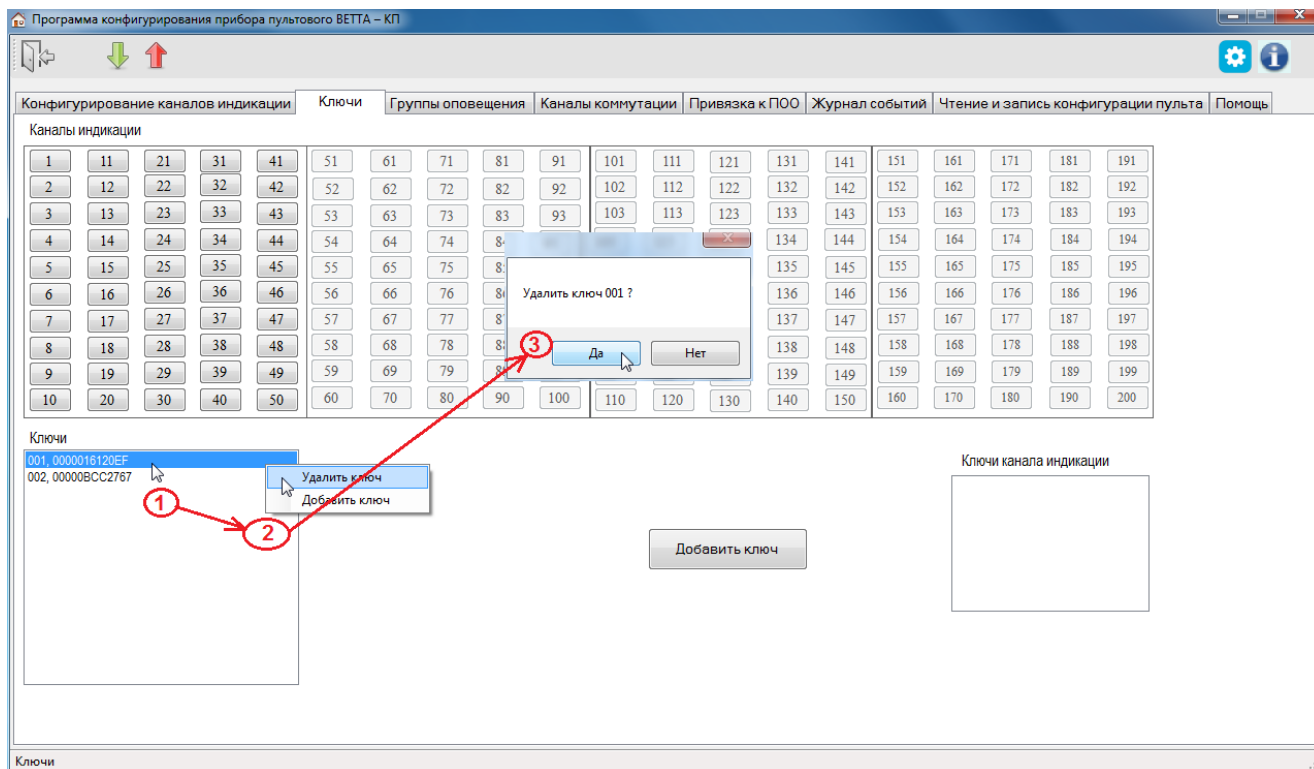 Программа конфигурирования прибора пультового ВЕТТА – КП
Конфигурирование каналов индикации Ключи Группы оповещения Каналы коммутации Привязка к ПОО Журнал событий Чтение и запись конфигурации пульта Помощь
Каналы индикации
1 11 21 31 41 51 61 71 81 91 101 111 121 131 141 151 161 171 181 191
2 12 22 32 42 52 62 72 82 92 102 112 122 132 142 152 162 172 182 192
3 13 23 33 43 53 63 73 83 93 103 113 123 133 143 153 163 173 183 193
4 14 24 34 44 54 64 74 134 144 154 164 174 184 194
5 15 25 35 45 55 65 75 135 145 155 165 175 185 195
6 16 26 36 46 56 66 76 136 146 156 166 176 186 196
7 17 27 37 47 57 67 77 137 147 157 167 177 187 197
8 18 28 38 48 58 68 78 138 148 158 168 178 188 198
9 19 29 39 49 59 69 79 139 149 159 169 179 189 199
10 20 30 40 50 60 70 80 90 100 110 120 130 140 150 160 170 180 190 200
Удалить ключ 001 ?
3
Да Нет
Ключи
001, 0000016120EF
002, 00000BCC2767
1
2
Удалить ключ
Добавить ключ
Добавить ключ
Ключи канала индикации
Ключи